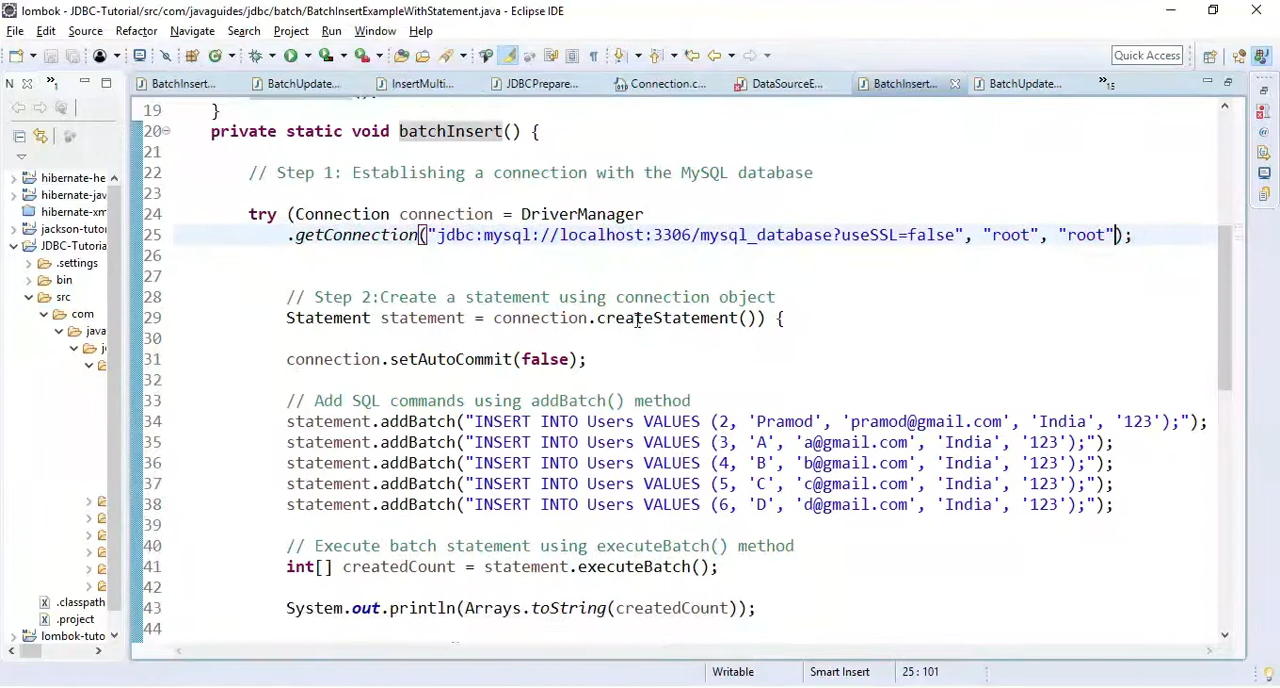 lombok - JDBC-Tutorial/src/com/javaguides/jdbc/batch/BatchInsertExampleWithStatement.java - Eclipse IDE
File Edit Source Refactor Navigate Search Project Run Window Help
Quick Access
N
1
BatchInsert...
BatchUpdate...
InsertMulti...
JDBCPrepare...
Connection.c...
DataSourceE...
BatchInsert...
BatchUpdate...
15
hibernate-he
hibernate-jav
hibernate-xm
jackson-tutor
JDBC-Tutoria
.settings
bin
src
com
java
j
.classpath
.project
lombok-tuto
19 }
20 private static void batchInsert() {
21
22 // Step 1: Establishing a connection with the MySQL database
23
24 try (Connection connection = DriverManager
25 .getConnection("jdbc:mysql://localhost:3306/mysql_database?useSSL=false", "root", "root");
26
27
28 // Step 2:Create a statement using connection object
29 Statement statement = connection.createStatement()) {
30
31 connection.setAutoCommit(false);
32
33 // Add SQL commands using addBatch() method
34 statement.addBatch("INSERT INTO Users VALUES (2, 'Pramod', 'pramod@gmail.com', 'India', '123');");
35 statement.addBatch("INSERT INTO Users VALUES (3, 'A', 'a@gmail.com', 'India', '123');");
36 statement.addBatch("INSERT INTO Users VALUES (4, 'B', 'b@gmail.com', 'India', '123');");
37 statement.addBatch("INSERT INTO Users VALUES (5, 'C', 'c@gmail.com', 'India', '123');");
38 statement.addBatch("INSERT INTO Users VALUES (6, 'D', 'd@gmail.com', 'India', '123');");
39
40 // Execute batch statement using executeBatch() method
41 int[] createdCount = statement.executeBatch();
42
43 System.out.println(Arrays.toString(createdCount));
44
Writable
Smart Insert
25 : 101